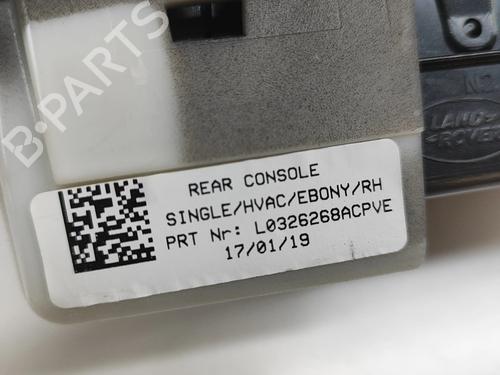 B-PARTS
LAND-
ROVER
REAR CONSOLE
SINGLE/HVAC/EBONY/RH
PRT Nr: L0326268ACPVE
17/01/19